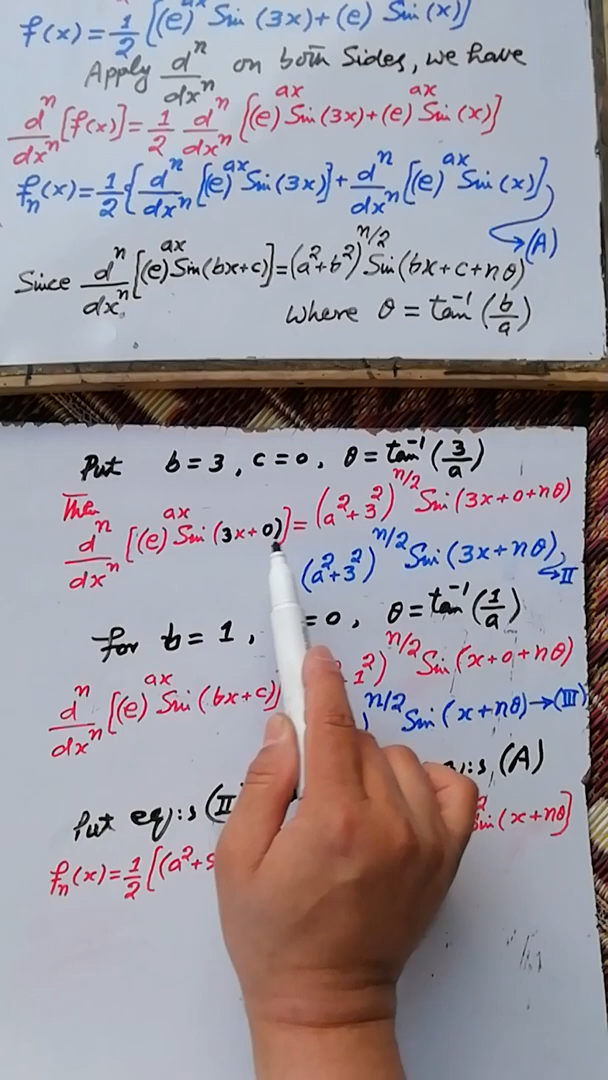 f(x)=1/2[(e)^ax Sin(3x)+(e) Sin(x)]
Apply d^n/dx^n on both Sides, we have
d^n/dx^n[f(x)]=1/2 d^n/dx^n[(e)^ax Sin(3x)+(e)^ax Sin(x)]
f_n(x)=1/2{d^n/dx^n[(e)^ax Sin(3x)]+d^n/dx^n[(e)^ax Sin(x)]
→(A)
Since d^n/dx^n[(e)^ax Sin(bx+c)]=(a^2+b^2)^n/2 Sin(bx+c+nθ)
where θ=tan^-1(b/a)
Put b=3, c=0, θ=tan^-1(3/a)
Then
d^n/dx^n[(e)^ax Sin(3x+0)]=(a^2+3^2)^n/2 Sin(3x+0+nθ)
(a^2+3^2)^n/2 Sin(3x+nθ),→II
for b=1, =0, θ=tan^-1(1/a)
d^n/dx^n[(e)^ax Sin(bx+c) 1^2)^n/2 Sin(x+0+nθ)
)^n/2 Sin(x+nθ)→(III)
Put eq:s (II (A)
f_n(x)=1/2[(a^2+9 Sin(x+nθ)]